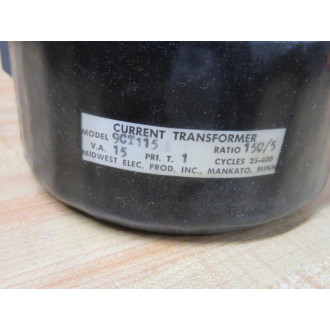 CURRENT TRANSFORMER
MODEL 9CT115 RATIO 150/5
V.A. 15 PRI. T. 1 CYCLES 25-400
MIDWEST ELEC. PROD. INC., MANKATO, MINN